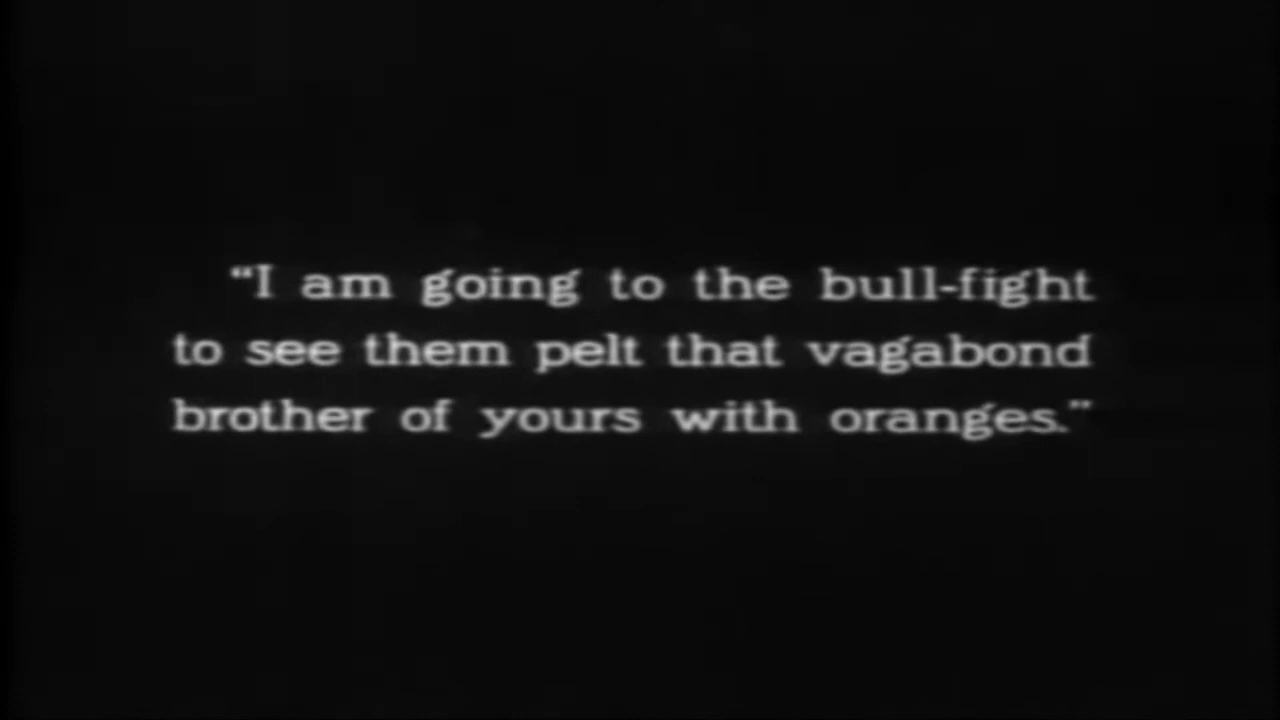 “I am going to the bull-fight
to see them pelt that vagabond
brother of yours with oranges.”